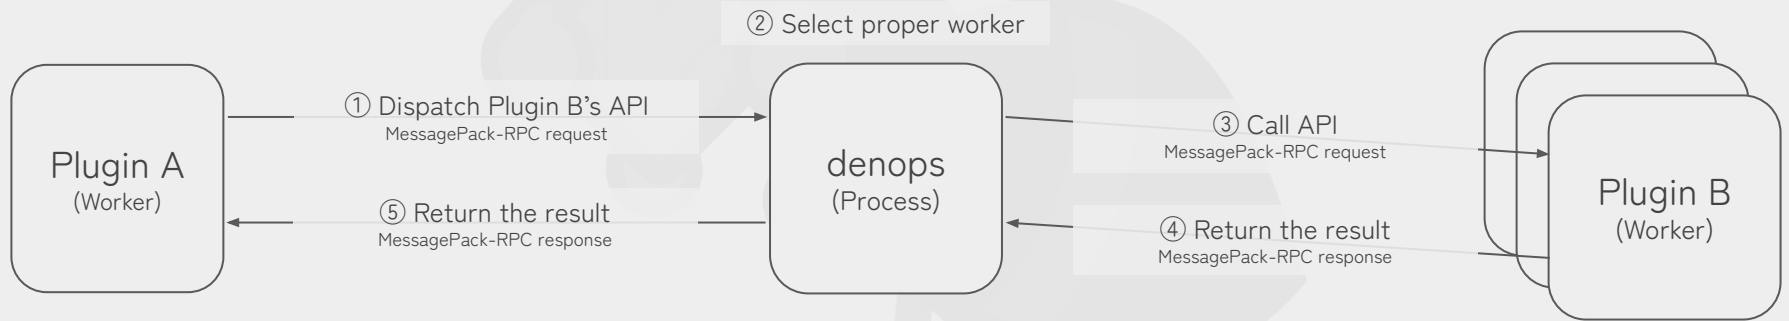 ② Select proper worker
Plugin A
(Worker)
① Dispatch Plugin B's API
MessagePack-RPC request
⑤ Return the result
MessagePack-RPC response
denops
(Process)
③ Call API
MessagePack-RPC request
④ Return the result
MessagePack-RPC response
Plugin B
(Worker)